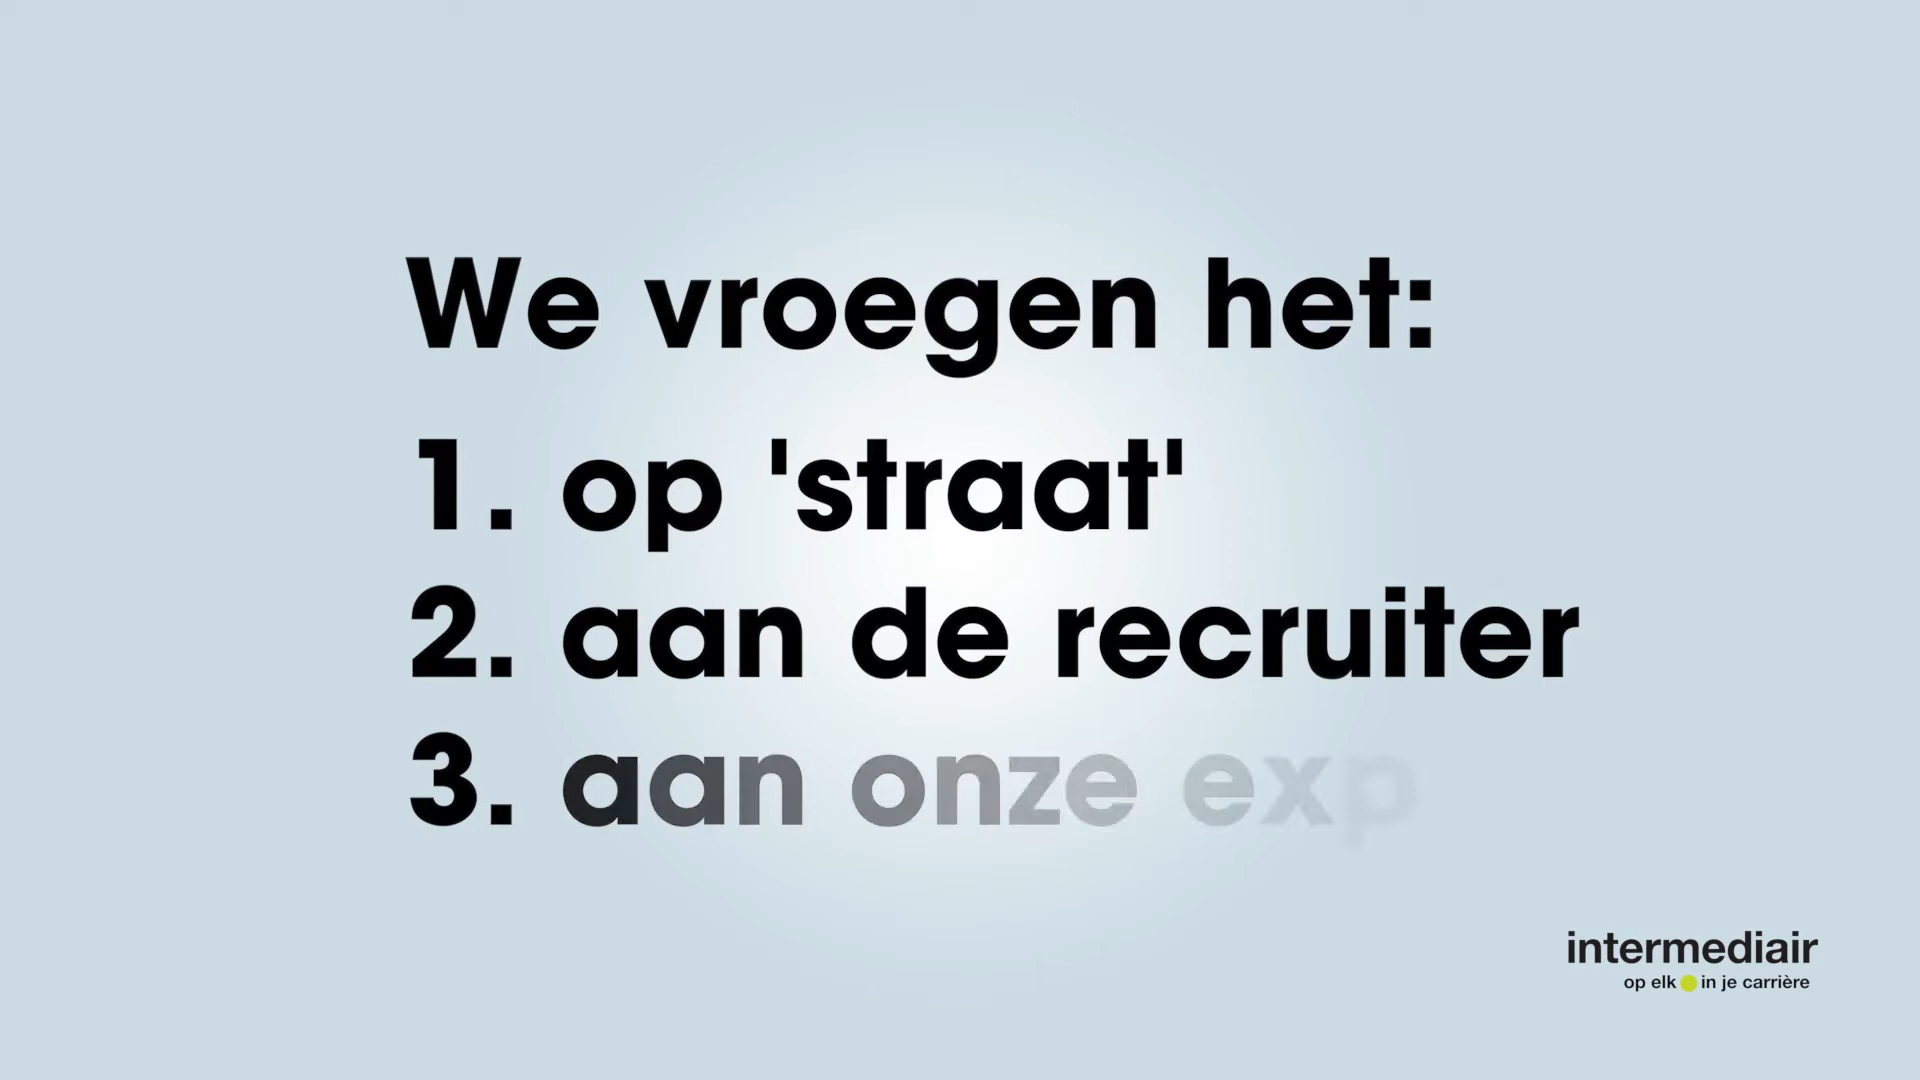 We vroegen het:
1. op 'straat'
2. aan de recruiter
3. aan onze exp
intermediair
op elk in je carrière